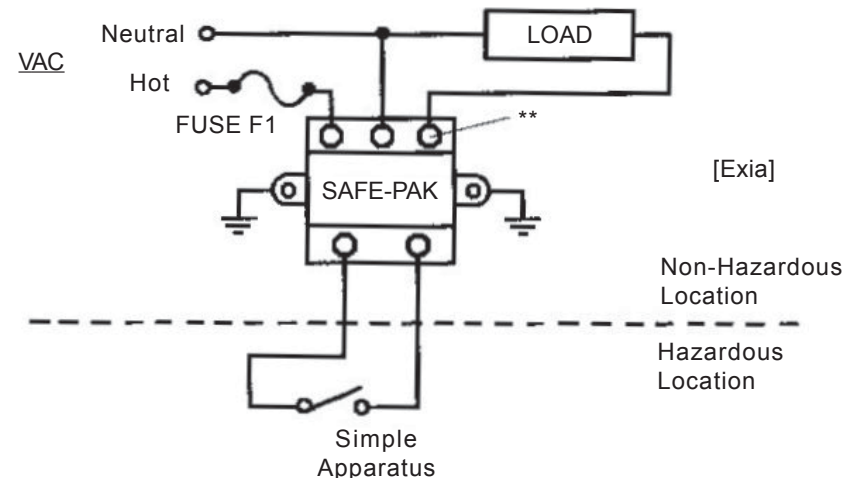 Neutral
LOAD
VAC
Hot
FUSE F1
**
SAFE-PAK
[Exia]
Non-Hazardous
Location
Hazardous
Location
Simple
Apparatus